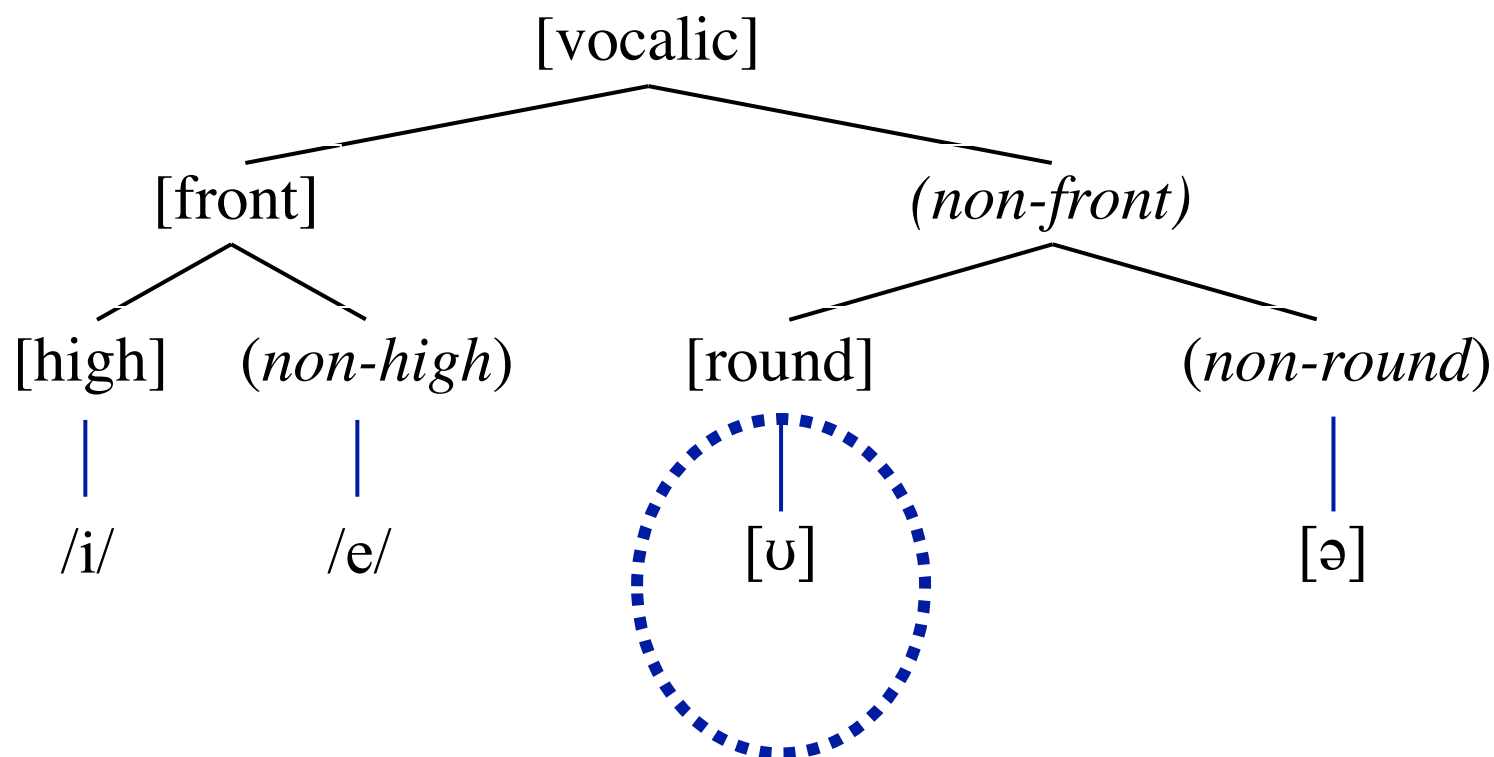 [vocalic]
[front] (non-front)
[high] (non-high) [round] (non-round)
/i/ /e/ [ʊ] [ə]